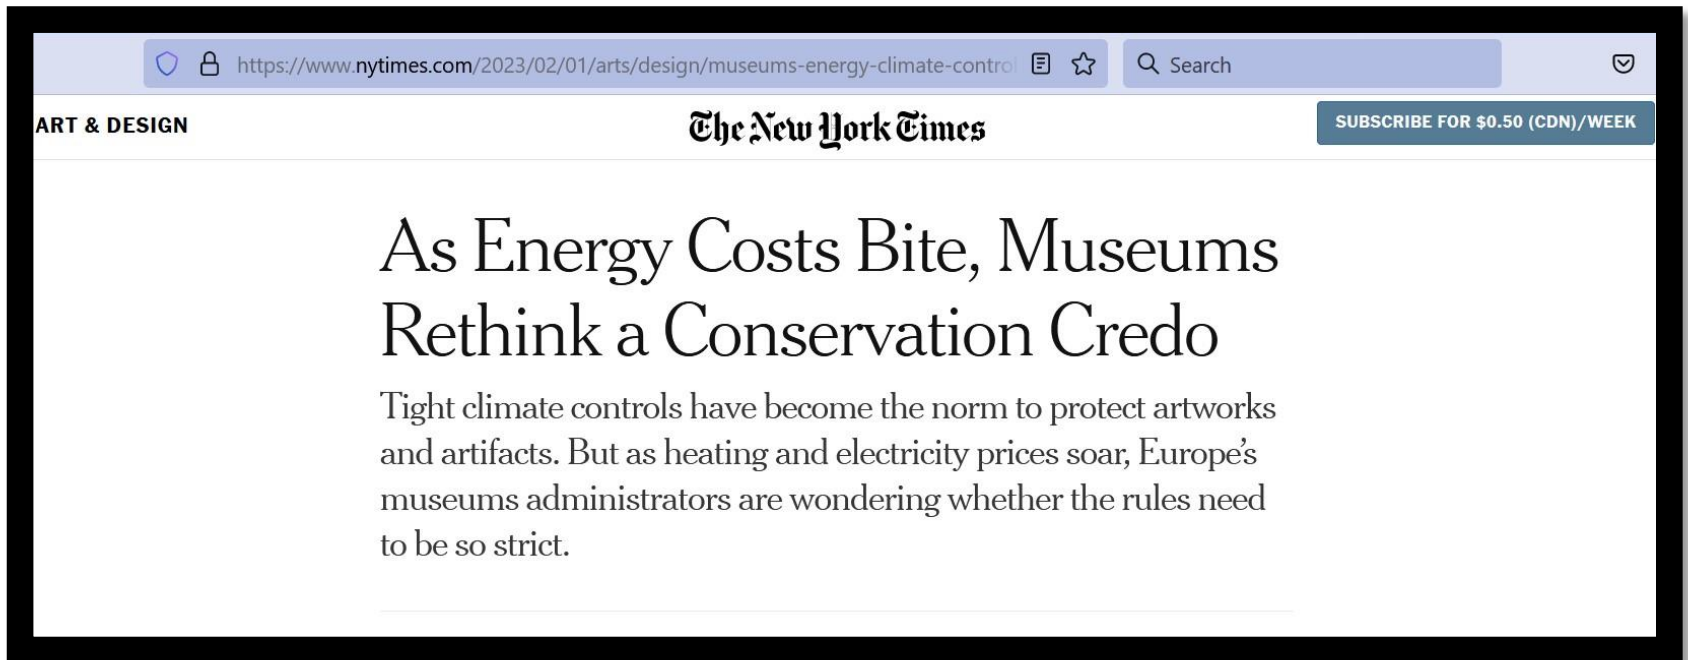 https://www.nytimes.com/2023/02/01/arts/design/museums-energy-climate-control
Search
ART & DESIGN
The New York Times
SUBSCRIBE FOR $0.50 (CDN)/WEEK
As Energy Costs Bite, Museums
Rethink a Conservation Credo
Tight climate controls have become the norm to protect artworks
and artifacts. But as heating and electricity prices soar, Europe’s
museums administrators are wondering whether the rules need
to be so strict.